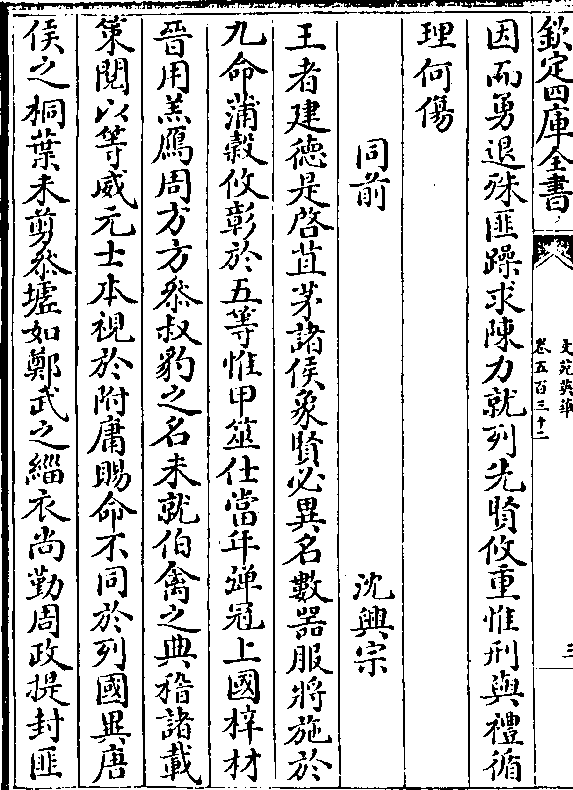 欽定四庫全書
文苑英華
卷五百三十二
三
因而勇退殊匪躁求陳力就列先賢攸重惟刑與禮循
理何傷
同前 沈興宗
王者建德是啓苴茅諸侯象賢必異名數器服將施於
九命蒲穀攸彰於五等惟甲筮仕當年彈冠上國梓材
晉用羔鴈周方方叅叔豹之名未就伯禽之典稽諸載
策閱以等威元士本視於附庸賜命不同於列國異唐
侯之桐葉未剪叅墟如鄭武之緇衣尚勤周政提封匪